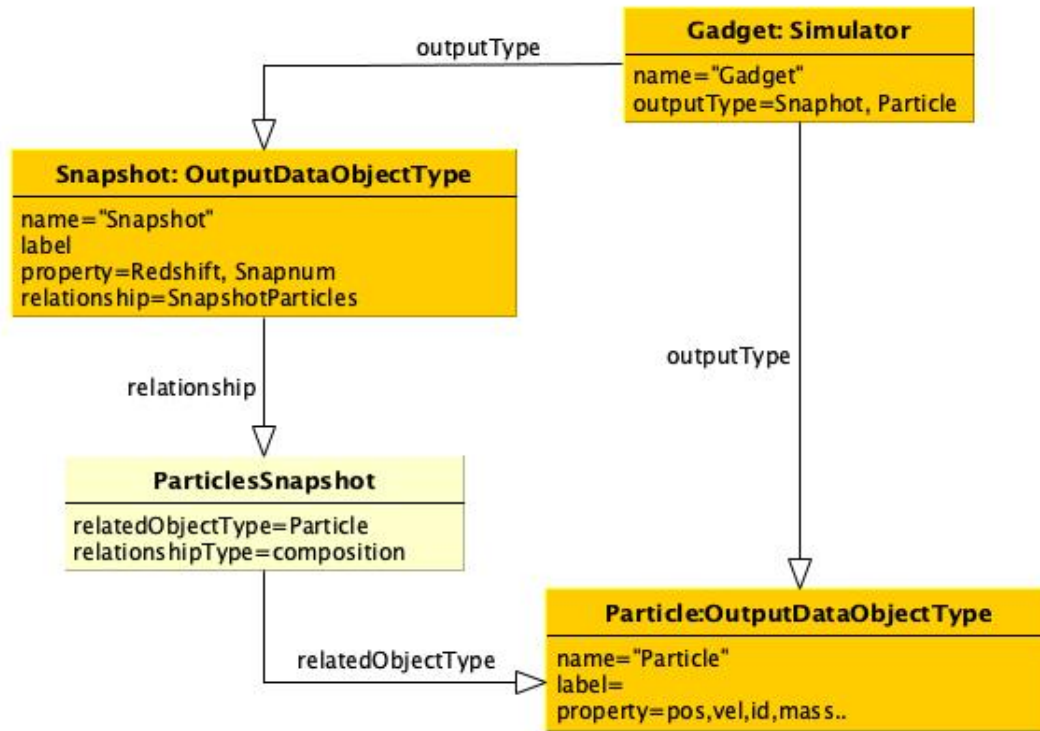 outputType
Gadget: Simulator
name="Gadget"
outputType=Snaphot, Particle
Snapshot: OutputDataObjectType
name="Snapshot"
label
property=Redshift, Snapnum
relationship=SnapshotParticles
outputType
relationship
ParticlesSnapshot
relatedObjectType=Particle
relationshipType=composition
Particle:OutputDataObjectType
relatedObjectType
name="Particle"
label=
property=pos,vel,id,mass..